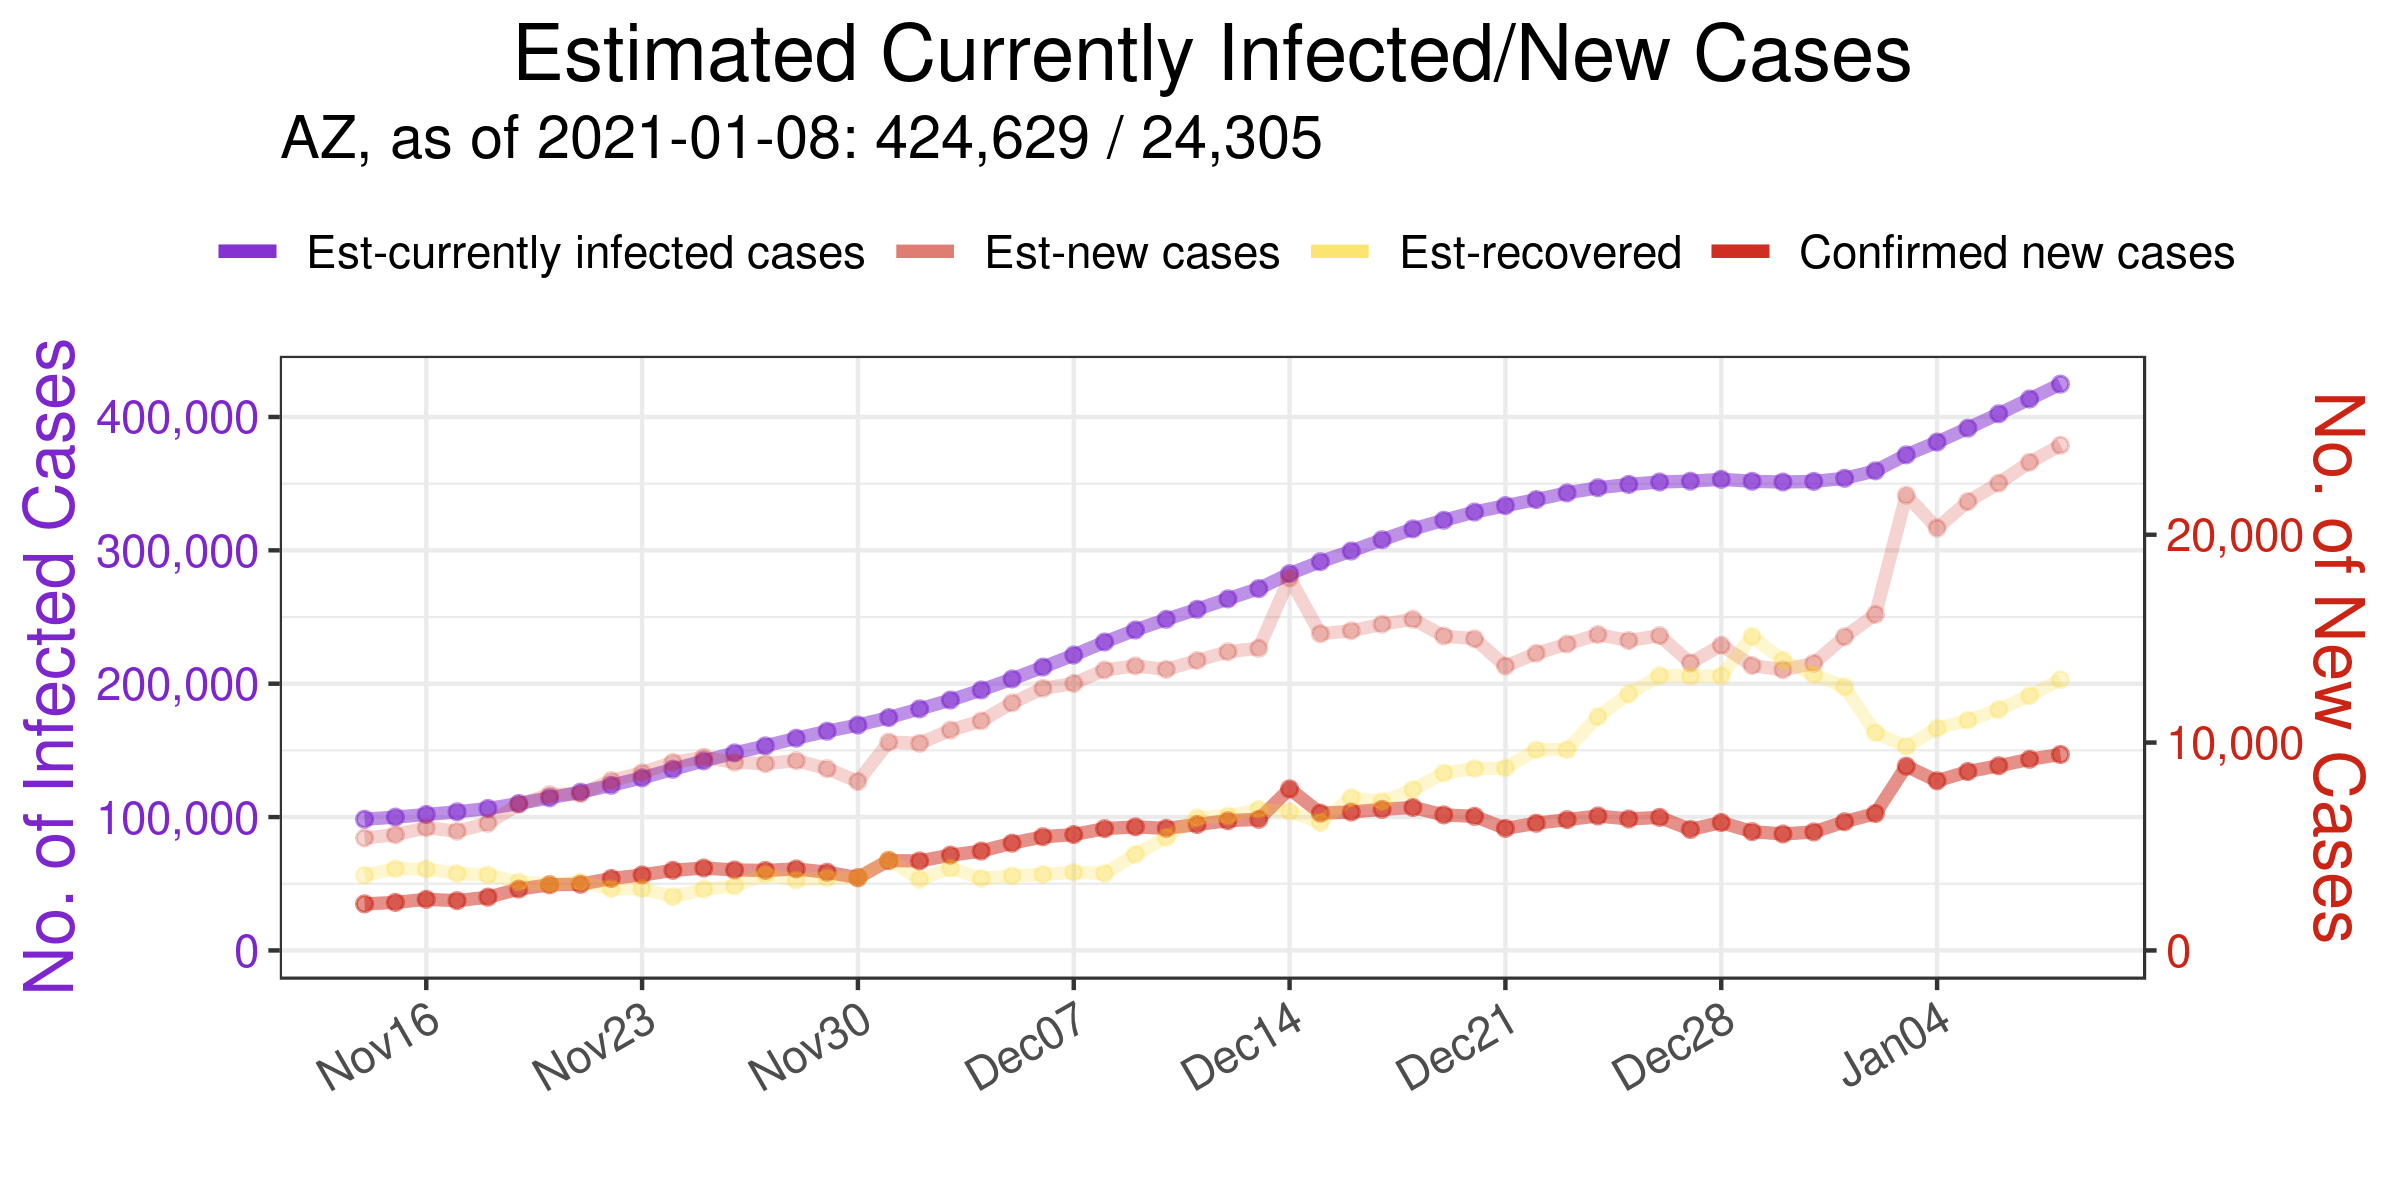 Estimated Currently Infected/New Cases
AZ, as of 2021-01-08: 424,629 / 24,305
Est-currently infected cases Est-new cases Est-recovered Confirmed new cases
No. of Infected Cases
400,000
300,000
200,000
100,000
0
20,000
10,000
0
No. of New Cases
Nov16 Nov23 Nov30 Dec07 Dec14 Dec21 Dec28 Jan04